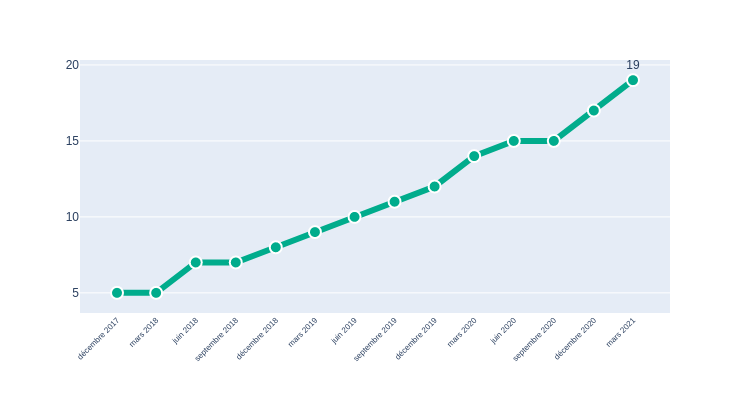 20
19
15
10
5
décembre 2017
mars 2018
juin 2018
septembre 2018
décembre 2018
mars 2019
juin 2019
septembre 2019
décembre 2019
mars 2020
juin 2020
septembre 2020
décembre 2020
mars 2021